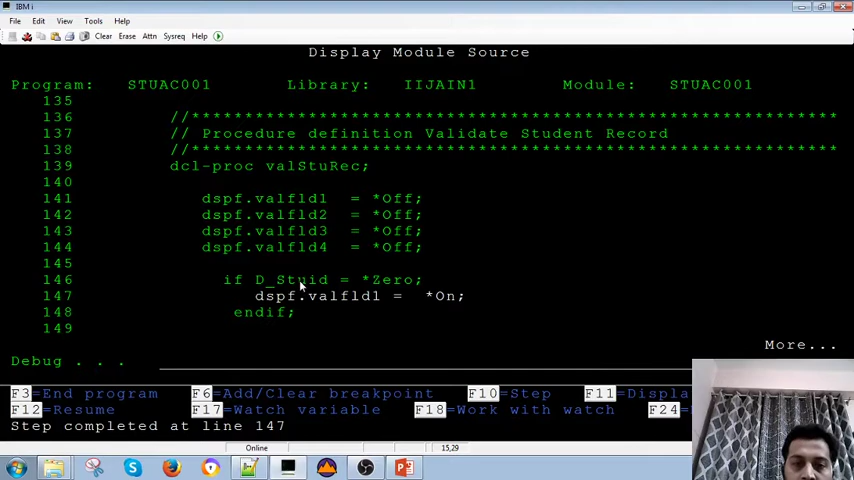 IBM i
File Edit View Tools Help
Clear Erase Attn Sysreq Help
Display Module Source
Program: STUAC001 Library: IIJAIN1 Module: STUAC001
135
136 //*************************************************************
137 // Procedure definition Validate Student Record
138 //*************************************************************
139 dcl-proc valStuRec;
140
141 dspf.valfld1 = *Off;
142 dspf.valfld2 = *Off;
143 dspf.valfld3 = *Off;
144 dspf.valfld4 = *Off;
145
146 if D_Stuid = *Zero;
147 dspf.valfld1 = *On;
148 endif;
149
More...
Debug . . .
F3=End program F6=Add/Clear breakpoint F10=Step F11=Displa
F12=Resume F17=Watch variable F18=Work with watch F24=
Step completed at line 147
Online 15,29